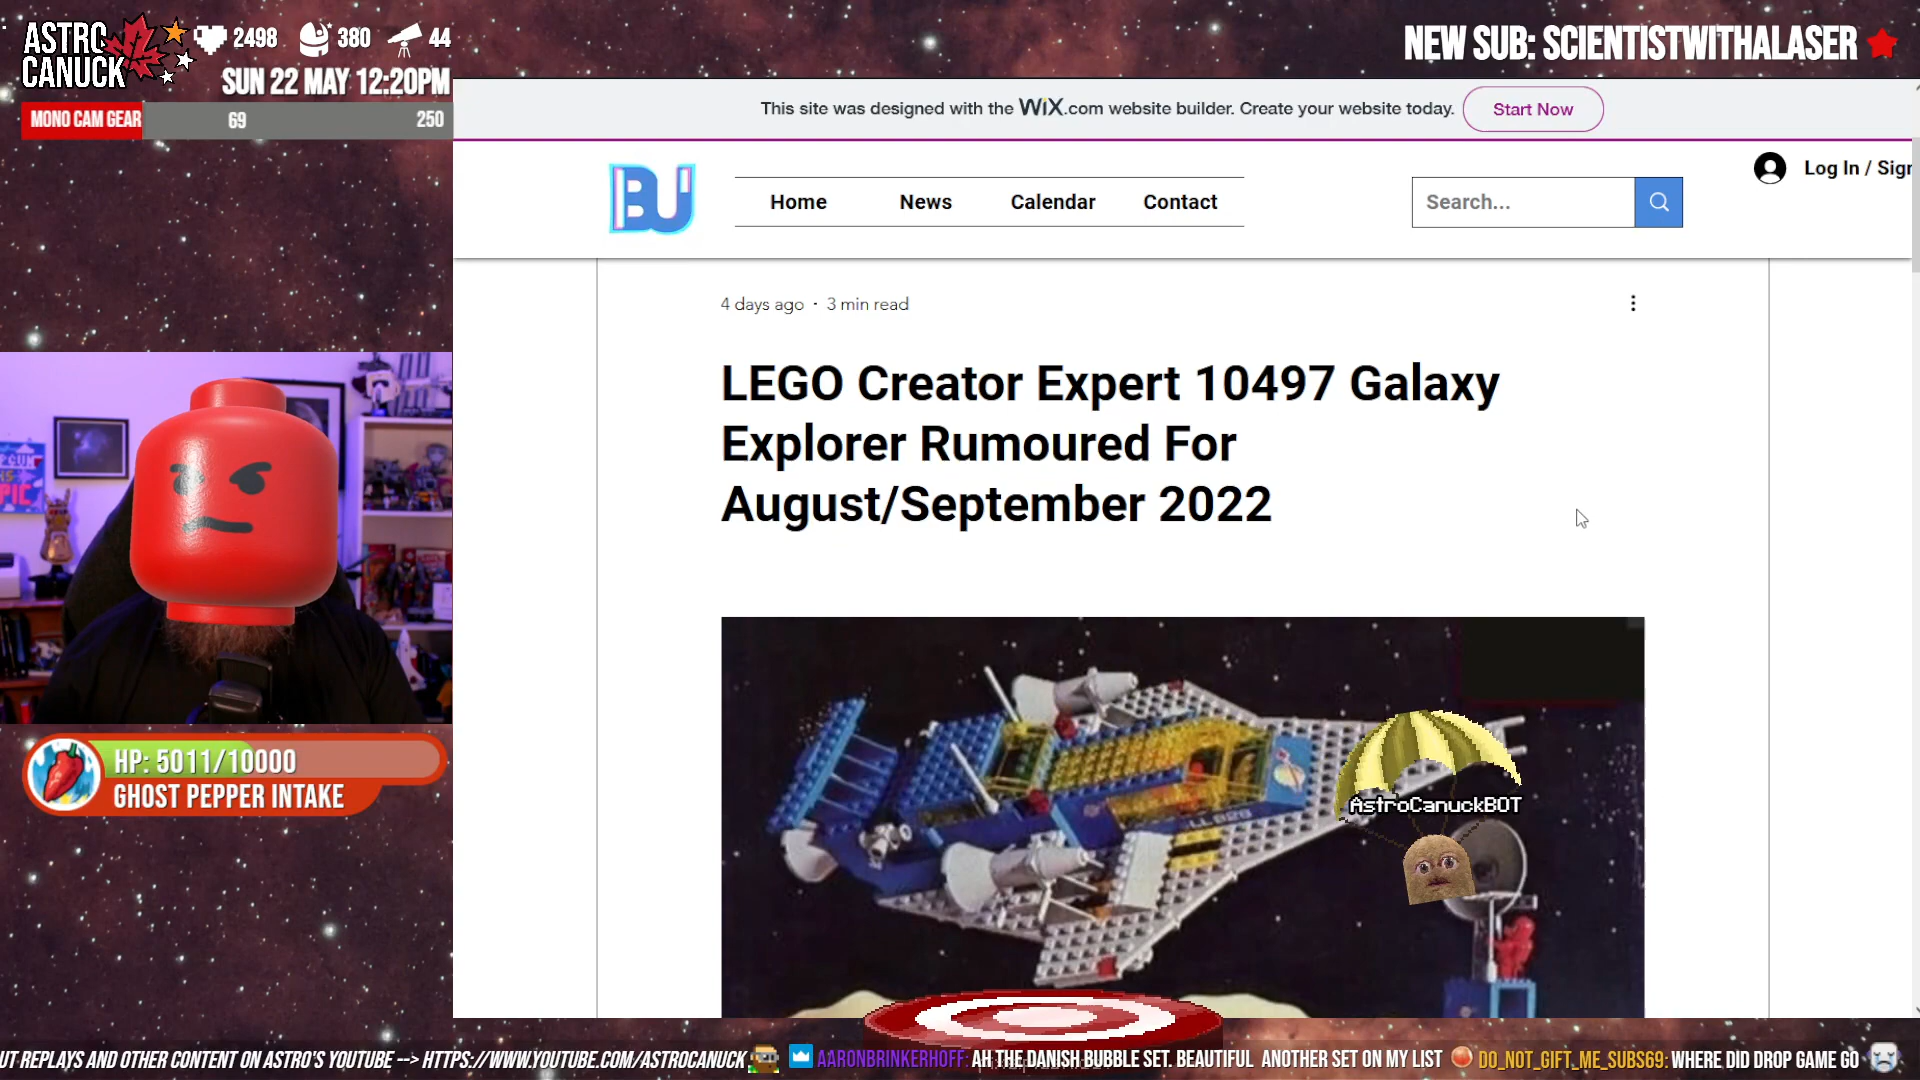 ASTRO
CANUCK
2498
380
44
SUN 22 MAY 12:20PM
MONO CAM GEAR
69
250
NEW SUB: SCIENTISTWITHALASER
This site was designed with the WiX.com website builder. Create your website today.
Start Now
BU
Home
News
Calendar
Contact
Search...
Log In / Sign
4 days ago · 3 min read
LEGO Creator Expert 10497 Galaxy
Explorer Rumoured For
August/September 2022
LL 928
AstroCanuckBOT
HP: 5011/10000
GHOST PEPPER INTAKE
UT REPLAYS AND OTHER CONTENT ON ASTRO'S YOUTUBE --> HTTPS://WWW.YOUTUBE.COM/ASTROCANUCK
AARONBRINKERHOFF: AH THE DANISH BUBBLE SET. BEAUTIFUL ANOTHER SET ON MY LIST
DO_NOT_GIFT_ME_SUBS69: WHERE DID DROP GAME GO